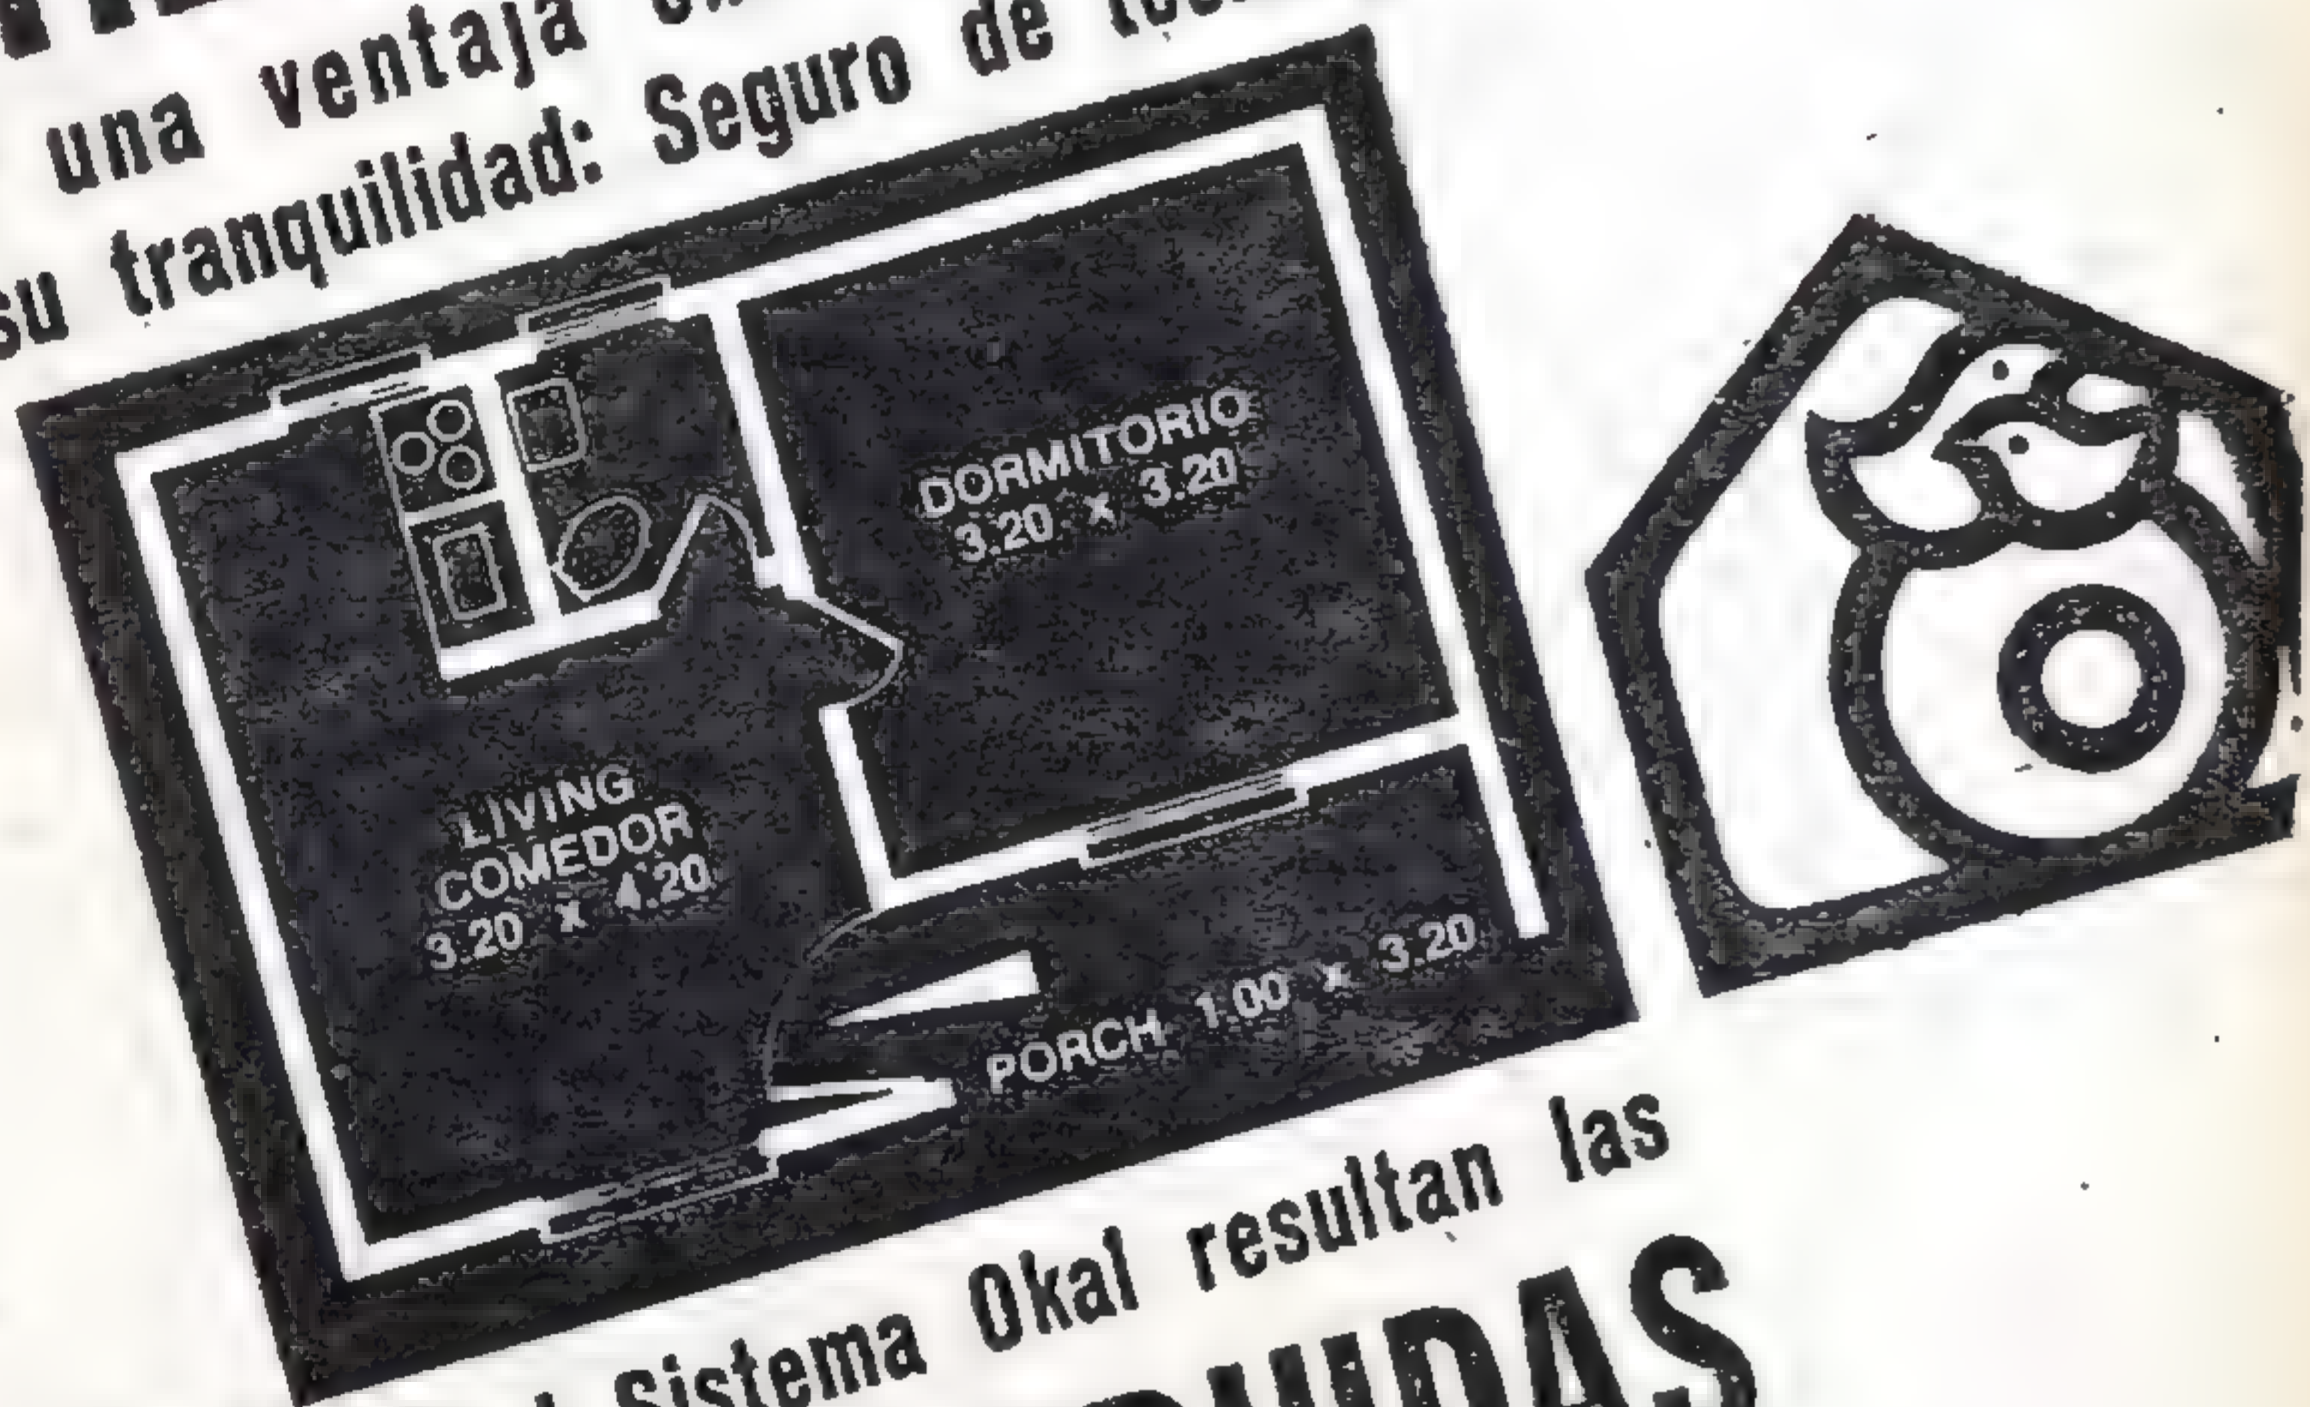 una ventaja
su tranquilidad: Seguro de
DORMITORIO
3.20 x 3.20
LIVING
COMEDOR
3.20 x 4.20
PORCH 1.00 x 3.20
Sistema Okal resultan las